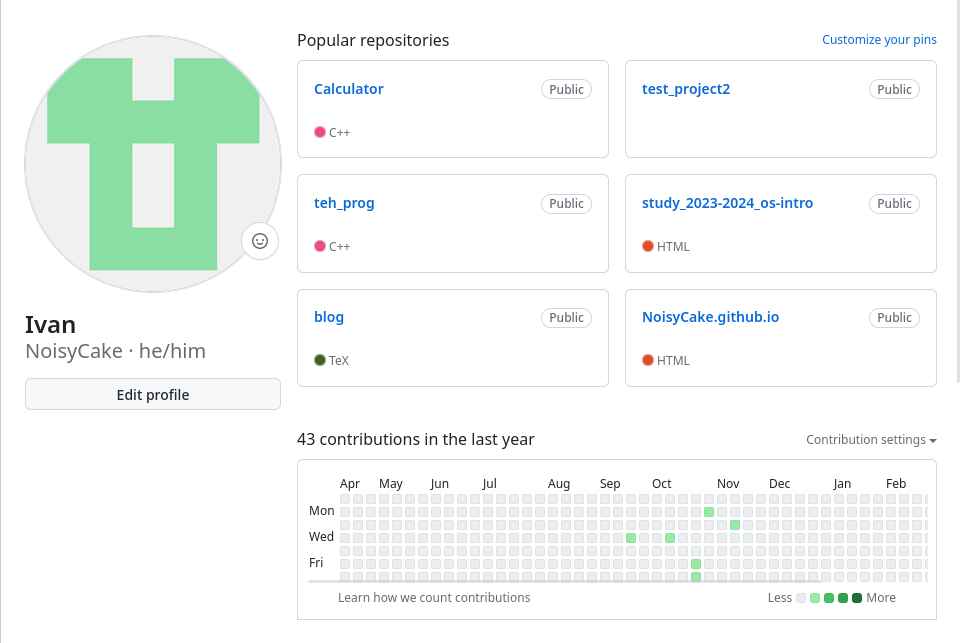 Popular repositories
Customize your pins
Calculator Public
C++
test_project2 Public
teh_prog Public
C++
study_2023-2024_os-intro Public
HTML
blog Public
TeX
NoisyCake.github.io Public
HTML
Ivan
NoisyCake · he/him
Edit profile
43 contributions in the last year
Contribution settings
Apr May Jun Jul Aug Sep Oct Nov Dec Jan Feb
Mon
Wed
Fri
Learn how we count contributions
Less More